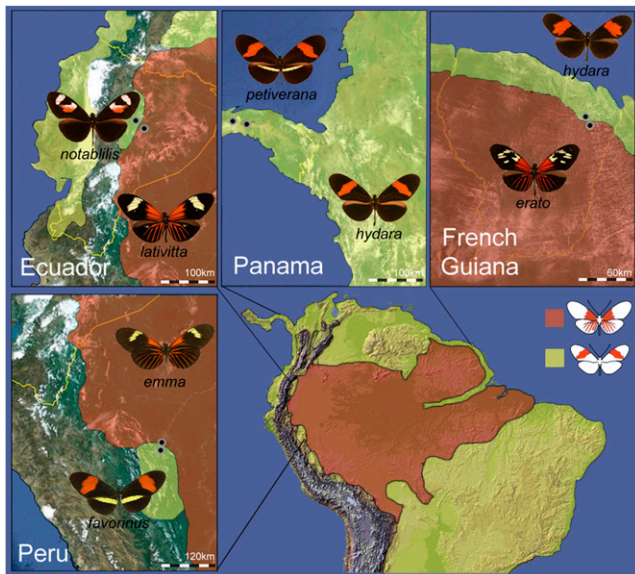 notablilis
lativitta
Ecuador
100km
petiverana
hydara
Panama
100km
hydara
erato
French
Guiana
60km
emma
favorinus
Peru
120km